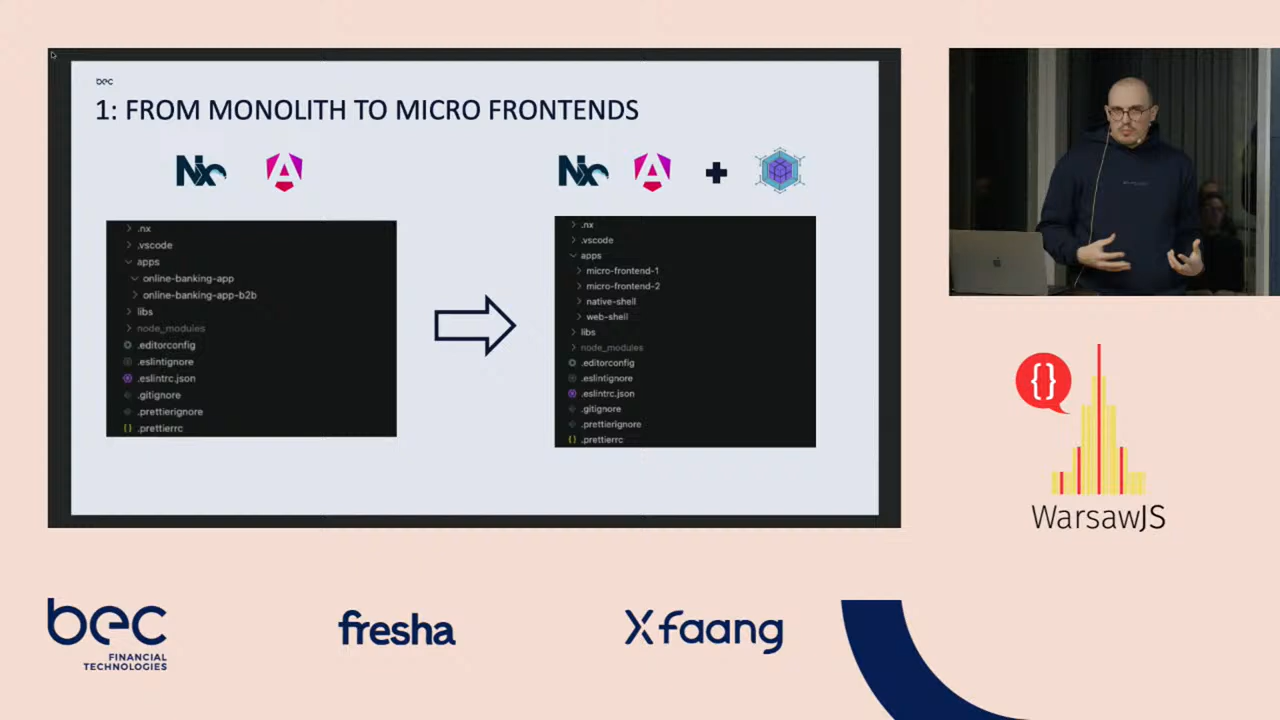 bec
1: FROM MONOLITH TO MICRO FRONTENDS
Nx
A
Nx
A
.nx
.vscode
apps
online-banking-app
online-banking-app-b2b
libs
node_modules
.editorconfig
.eslintignore
.eslintrc.json
.gitignore
.prettierignore
{} .prettierrc
.nx
.vscode
apps
micro-frontend-1
micro-frontend-2
native-shell
web-shell
libs
node_modules
.editorconfig
.eslintignore
.eslintrc.json
.gitignore
.prettierignore
{} .prettierrc
{}
WarsawJS
bec
FINANCIAL
TECHNOLOGIES
fresha
Xfaang